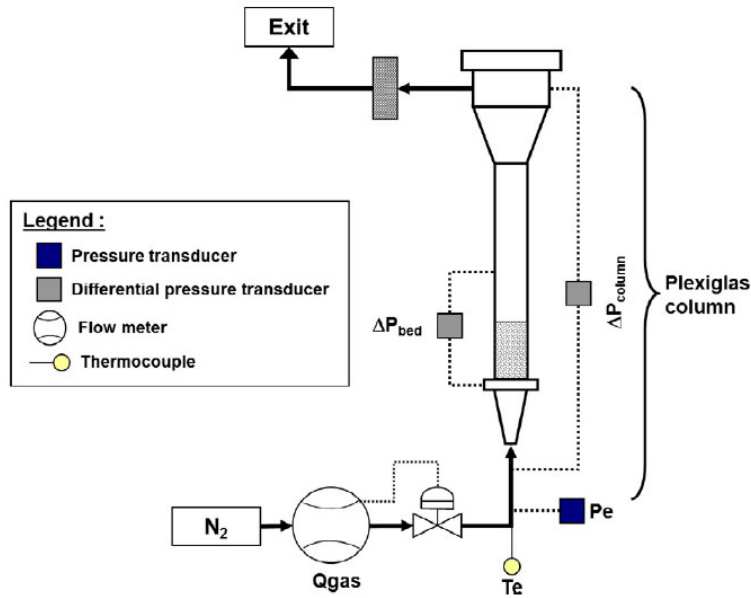 Exit
Legend :
Pressure transducer
Differential pressure transducer
Flow meter
Thermocouple
ΔPbed
ΔPcolumn
Plexiglas
column
N2
Qgas
Pe
Te